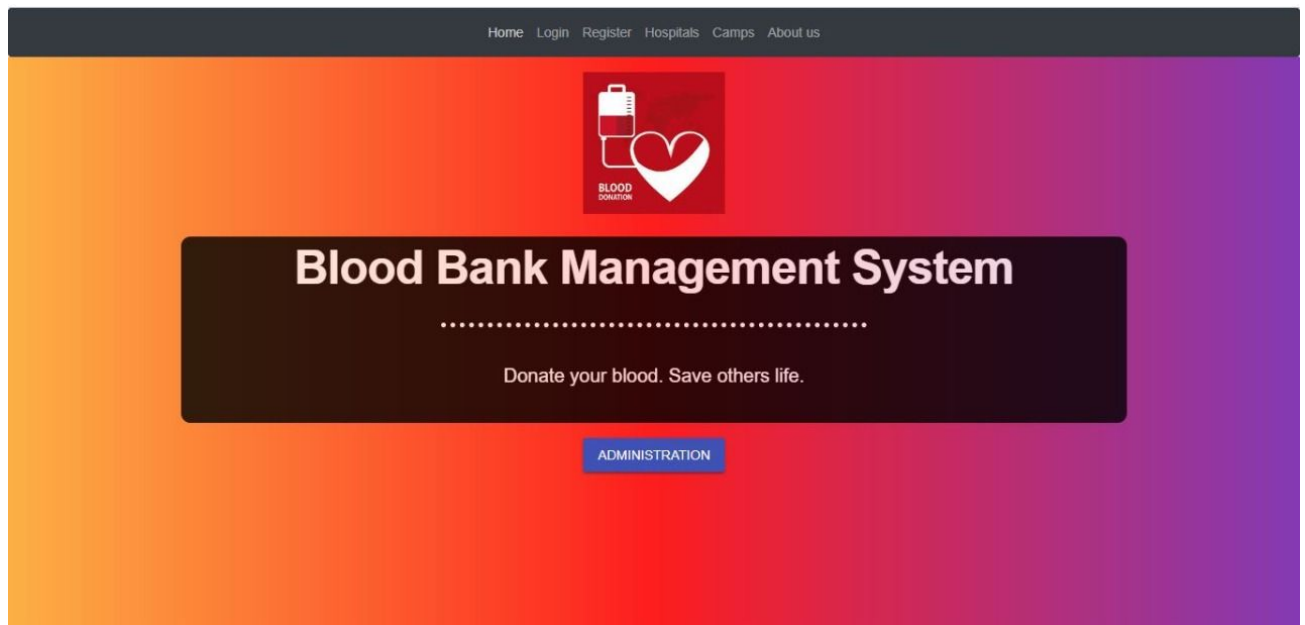 Home Login Register Hospitals Camps About us
BLOOD
DONATION
Blood Bank Management System
Donate your blood. Save others life.
ADMINISTRATION